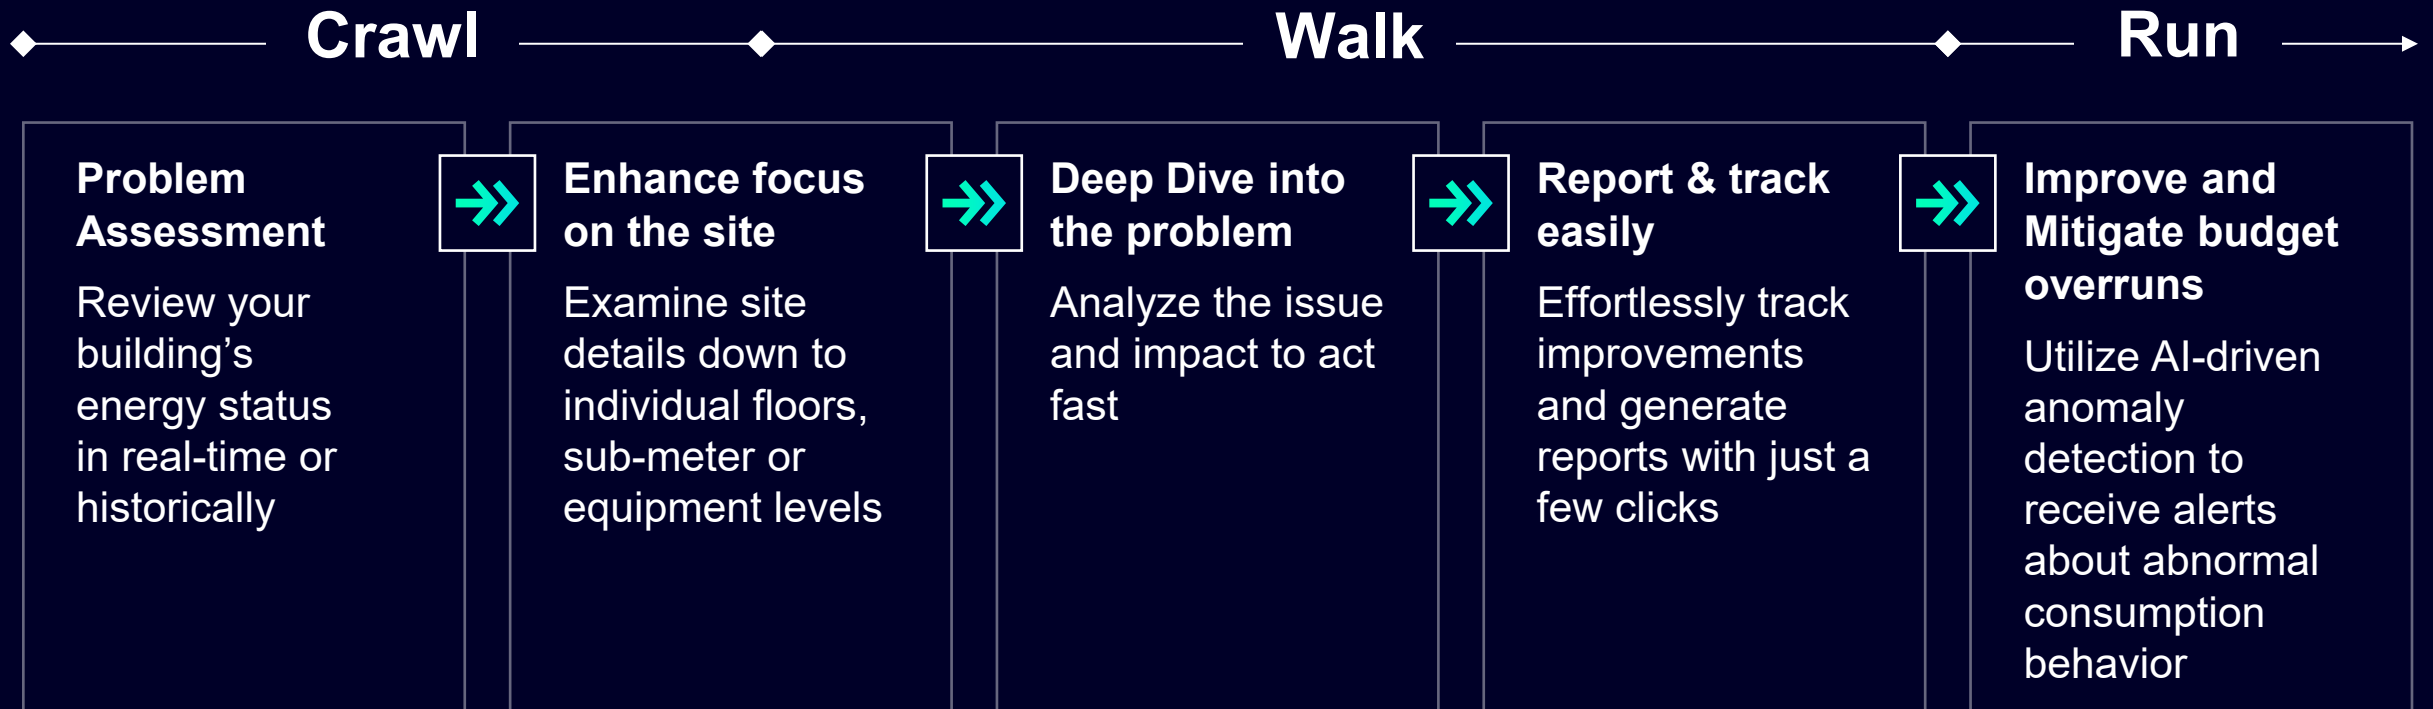 Crawl
Walk
Run
Problem
Assessment
Review your
building’s
energy status
in real-time or
historically
Enhance focus
on the site
Examine site
details down to
individual floors,
sub-meter or
equipment levels
Deep Dive into
the problem
Analyze the issue
and impact to act
fast
Report & track
easily
Effortlessly track
improvements
and generate
reports with just a
few clicks
Improve and
Mitigate budget
overruns
Utilize AI-driven
anomaly
detection to
receive alerts
about abnormal
consumption
behavior